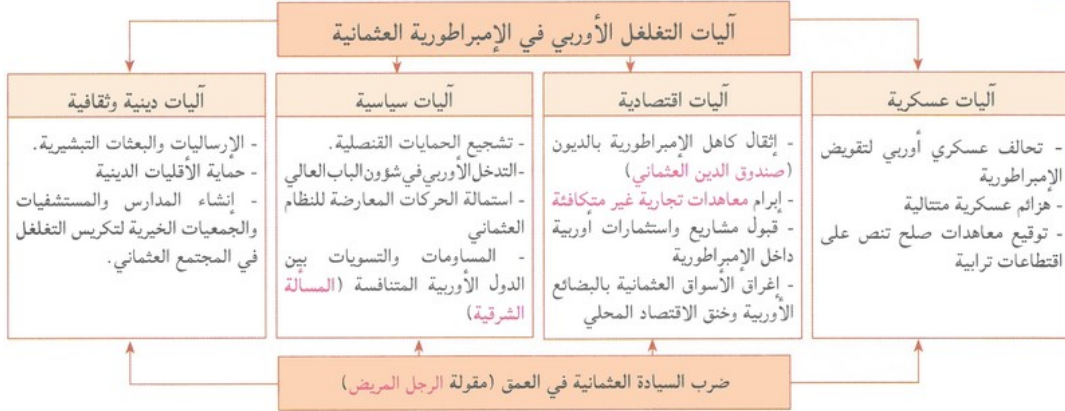 آليات التغلغل الأوربي في الإمبراطورية العثمانية
آليات عسكرية
- تحالف عسكري أوربي لتقويض
الإمبراطورية
- هزائم عسكرية متتالية
- توقيع معاهدات صلح تنص على
اقتطاعات ترابية
آليات اقتصادية
- إثقال كاهل الإمبراطورية بالديون
(صندوق الدين العثماني)
- إبرام معاهدات تجارية غير متكافئة
- قبول مشاريع واستثمارات أوربية
داخل الإمبراطورية
- إغراق الأسواق العثمانية بالبضائع
الأوربية وخنق الاقتصاد المحلي
آليات سياسية
- تشجيع الحمايات القنصلية.
-التدخل الأوربي في شؤون الباب العالي
- استمالة الحركات المعارضة للنظام
العثماني
- المساومات والتسويات بين
الدول الأوربية المتنافسة (المسألة
الشرقية)
آليات دينية وثقافية
- الإرساليات والبعثات التبشيرية.
- حماية الأقليات الدينية
- إنشاء المدارس والمستشفيات
والجمعيات الخيرية لتكريس التغلغل
في المجتمع العثماني.
ضرب السيادة العثمانية في العمق (مقولة الرجل المريض)